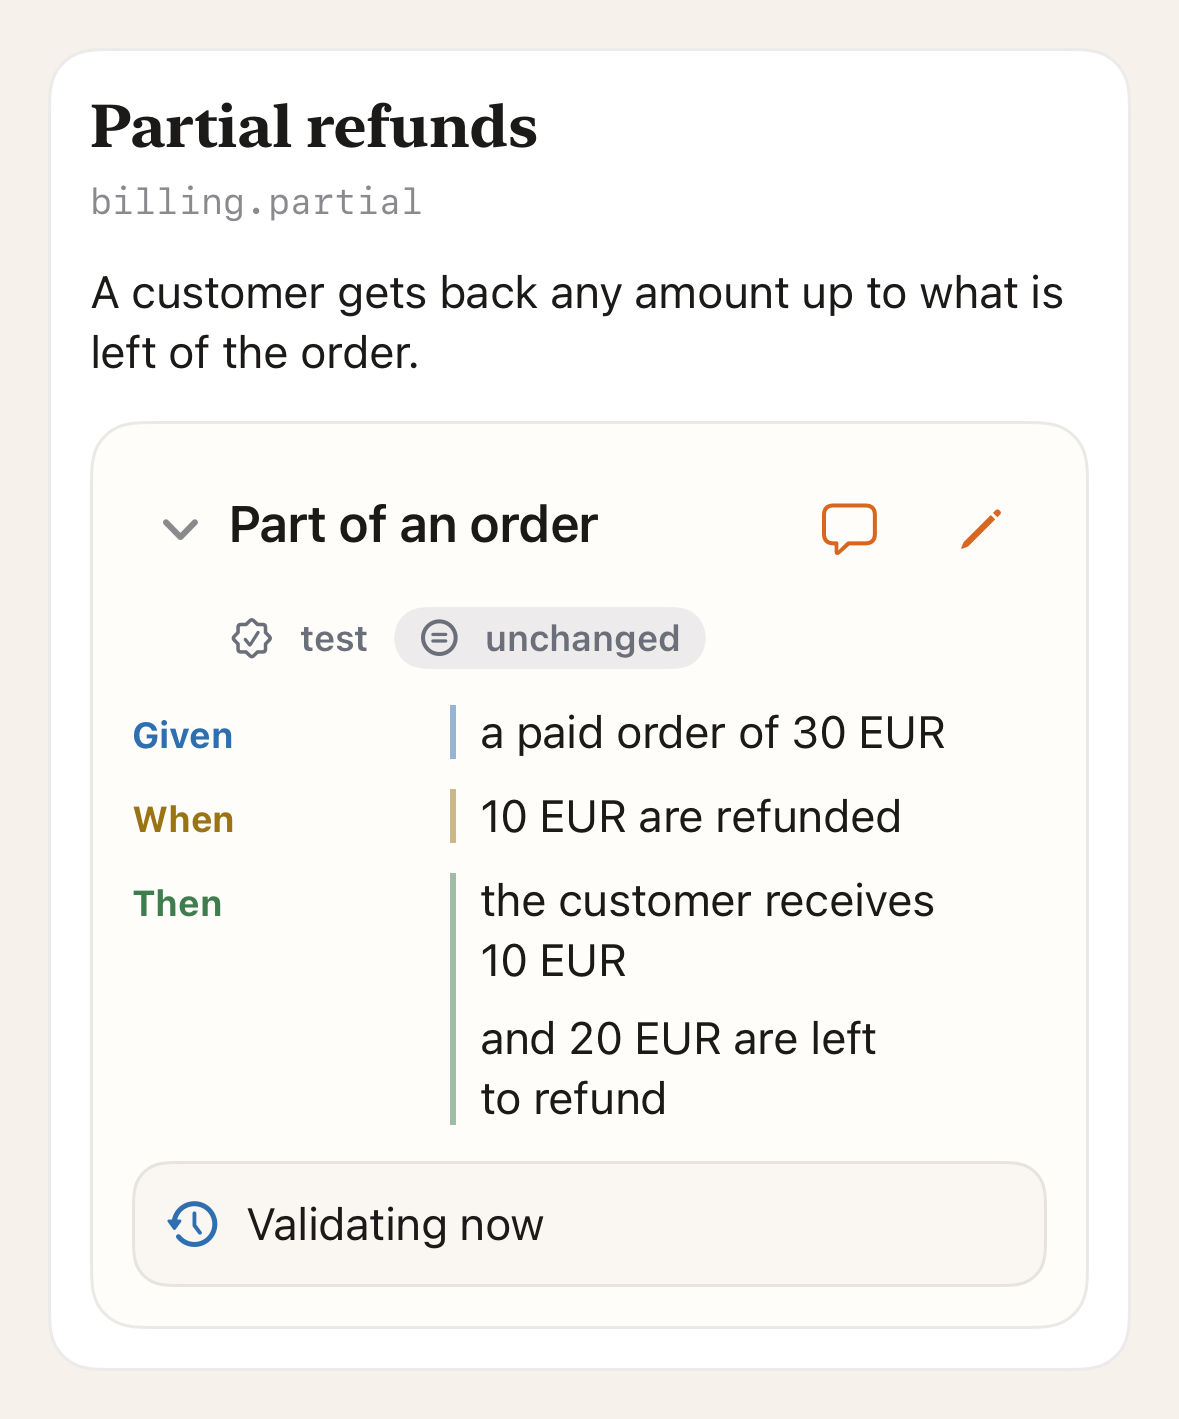 Partial refunds
billing.partial
A customer gets back any amount up to what is
left of the order.
Part of an order
test
unchanged
Given
a paid order of 30 EUR
When
10 EUR are refunded
Then
the customer receives
10 EUR
and 20 EUR are left
to refund
Validating now